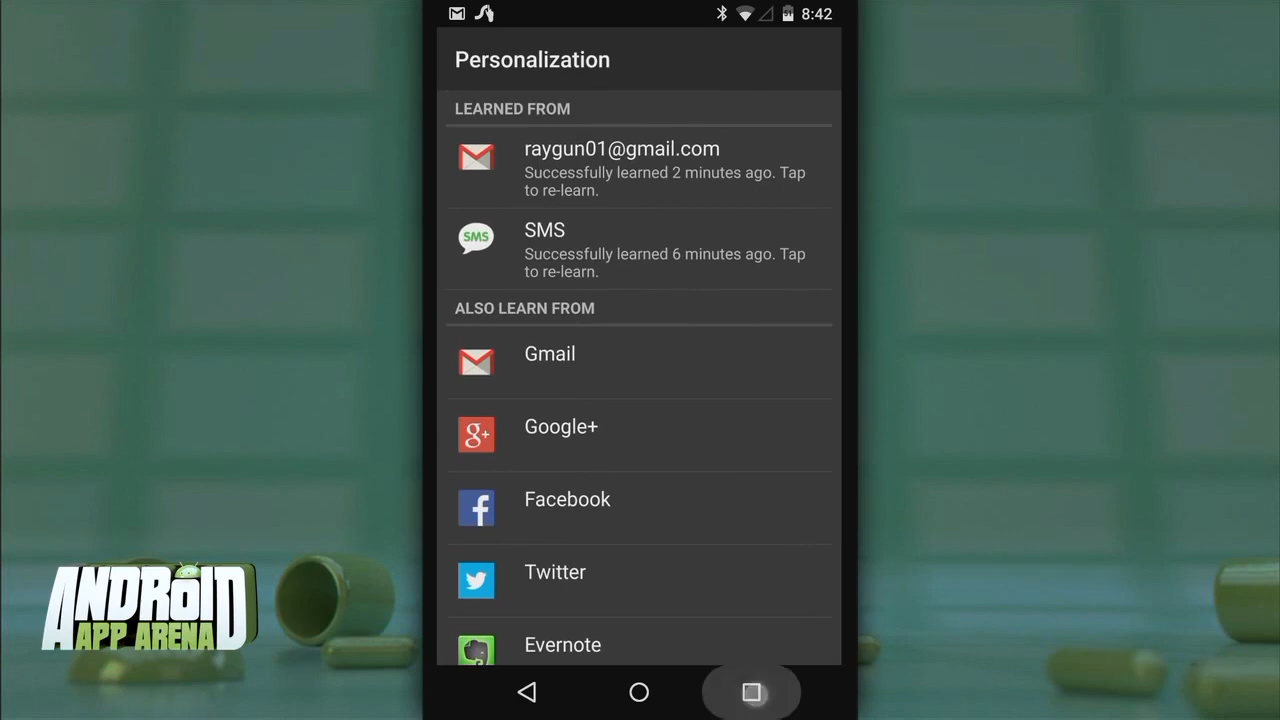 8:42
Personalization
LEARNED FROM
raygun01@gmail.com
Successfully learned 2 minutes ago. Tap
to re-learn.
SMS
SMS
Successfully learned 6 minutes ago. Tap
to re-learn.
ALSO LEARN FROM
Gmail
g+
Google+
f
Facebook
Twitter
Evernote
ANDROID
APP ARENA